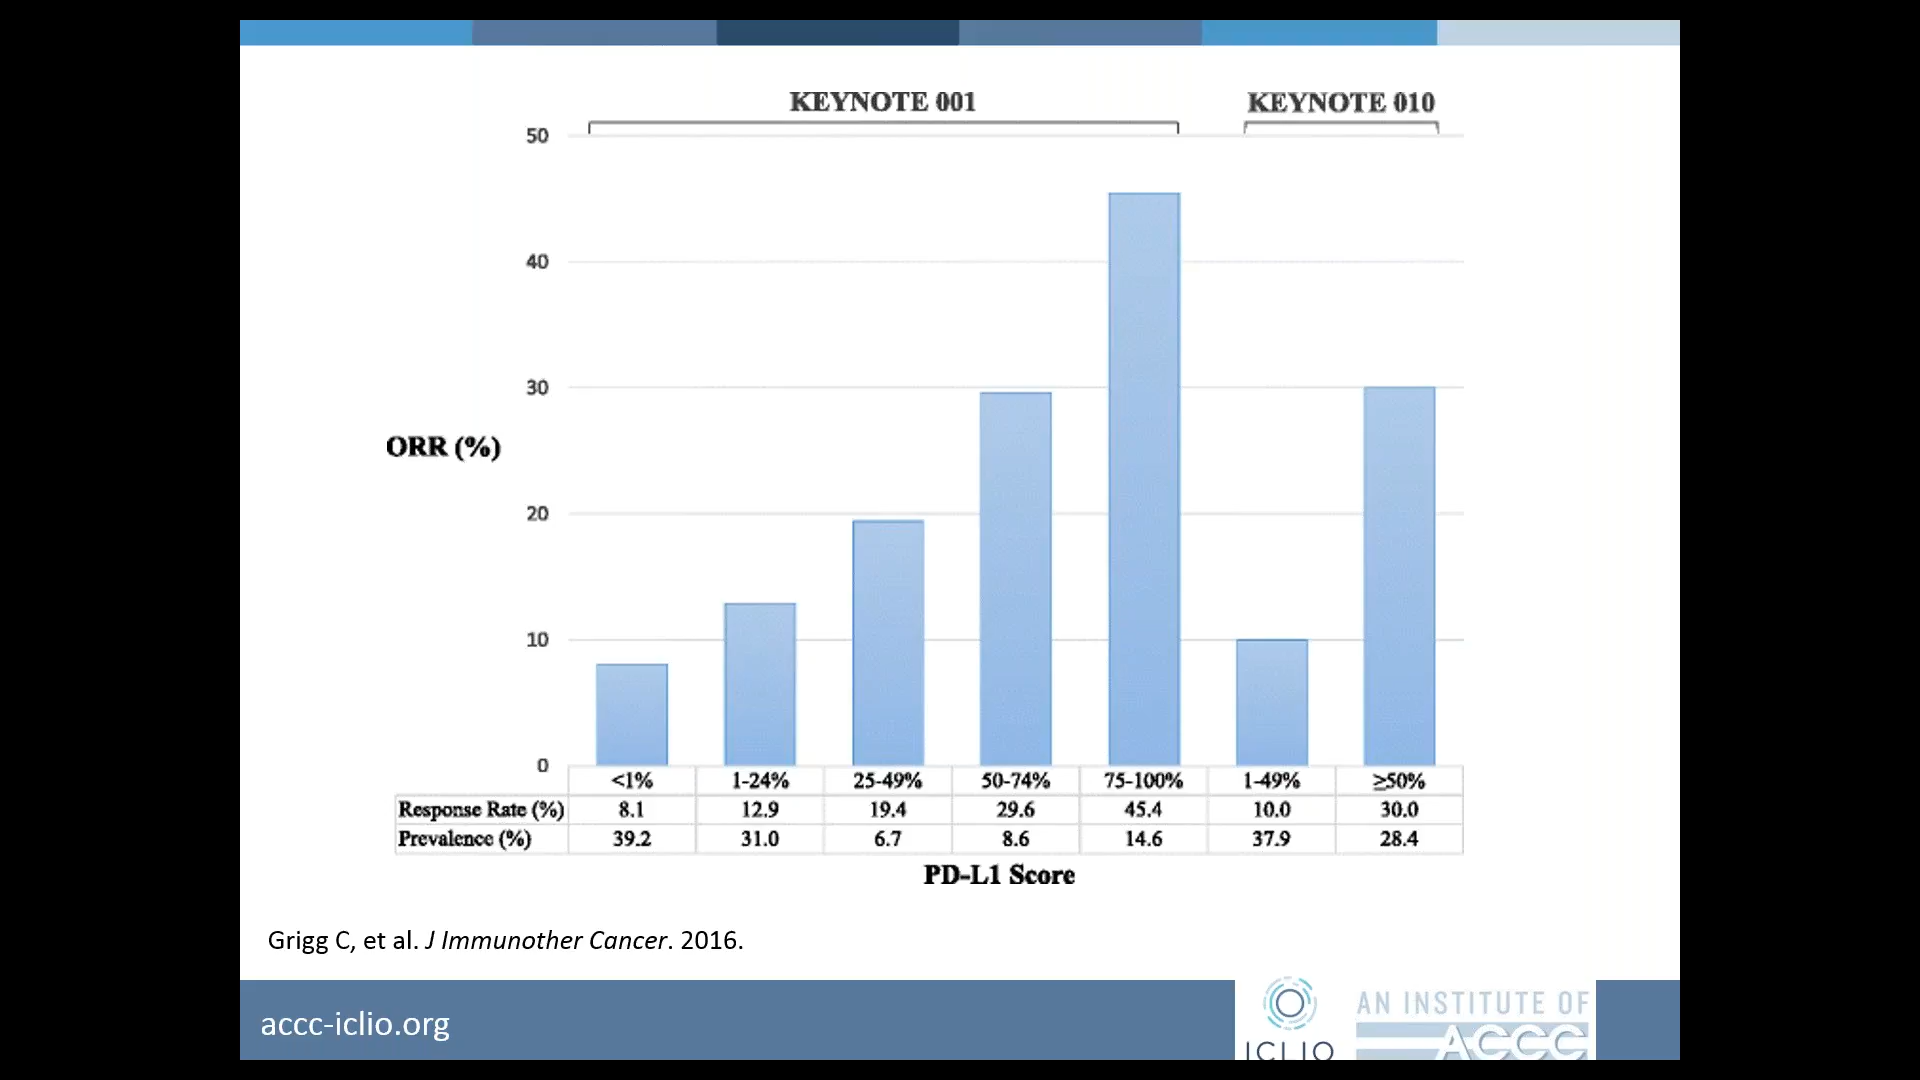 KEYNOTE 001 KEYNOTE 010
50
40
30
ORR (%)
20
10
0
<1% 1-24% 25-49% 50-74% 75-100% 1-49% ≥50%
Response Rate (%) 8.1 12.9 19.4 29.6 45.4 10.0 30.0
Prevalence (%) 39.2 31.0 6.7 8.6 14.6 37.9 28.4
PD-L1 Score
Grigg C, et al. J Immunother Cancer. 2016.
accc-iclio.org
ICLIO
AN INSTITUTE OF
ACCC